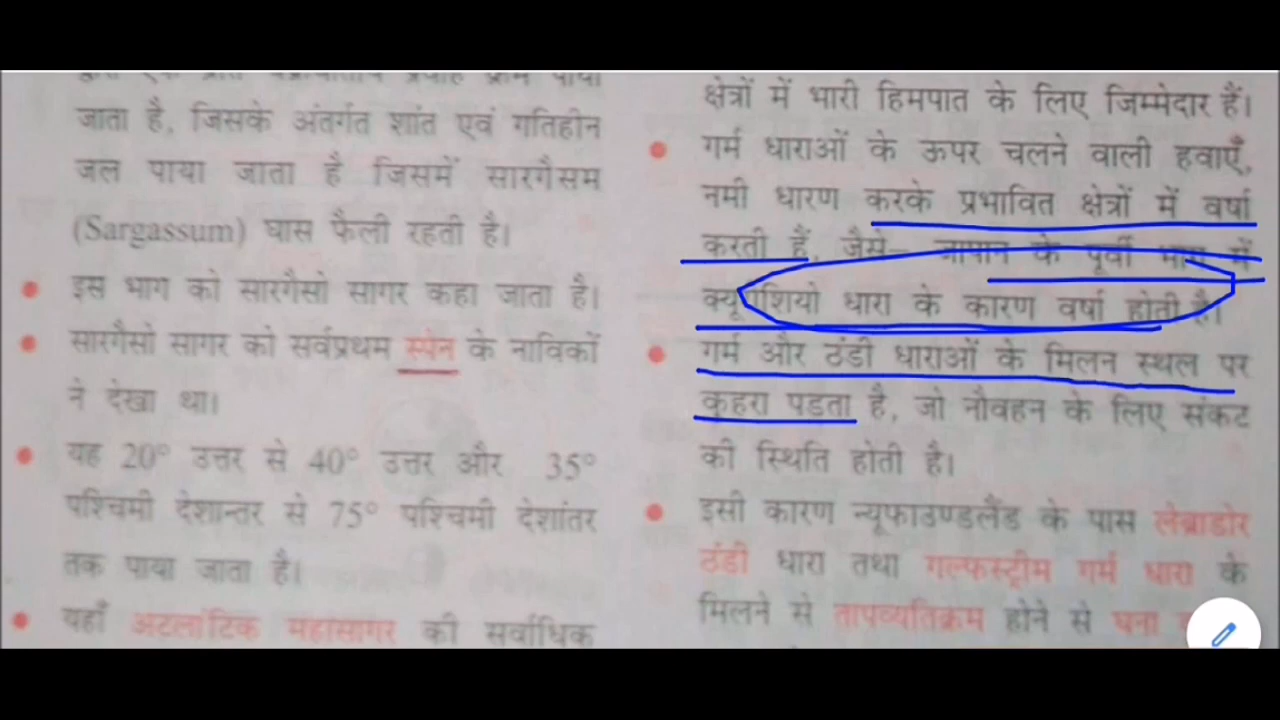 जाता है, जिसके अंतर्गत शांत एवं गतिहीन
जल पाया जाता है जिसमें सारगैसम
(Sargassum) घास फैली रहती है।
• इस भाग को सारगैसो सागर कहा जाता है।
• सारगैसो सागर को सर्वप्रथम स्पेन के नाविकों
ने देखा था।
• यह 20° उत्तर से 40° उत्तर और 35°
पश्चिमी देशान्तर से 75° पश्चिमी देशांतर
तक पाया जाता है।
• यहाँ अटलांटिक महासागर की सर्वाधिक
क्षेत्रों में भारी हिमपात के लिए जिम्मेदार हैं।
• गर्म धाराओं के ऊपर चलने वाली हवाएँ,
नमी धारण करके प्रभावित क्षेत्रों में वर्षा
करती हैं, जैसे– जापान के पूर्वी भाग में
क्यूरोशियो धारा के कारण वर्षा होती है।
• गर्म और ठंडी धाराओं के मिलन स्थल पर
कुहरा पड़ता है, जो नौवहन के लिए संकट
की स्थिति होती है।
• इसी कारण न्यूफाउण्डलैंड के पास लेब्राडोर
ठंडी धारा तथा गल्फस्ट्रीम गर्म धारा के
मिलने से तापव्यतिक्रम होने से घना